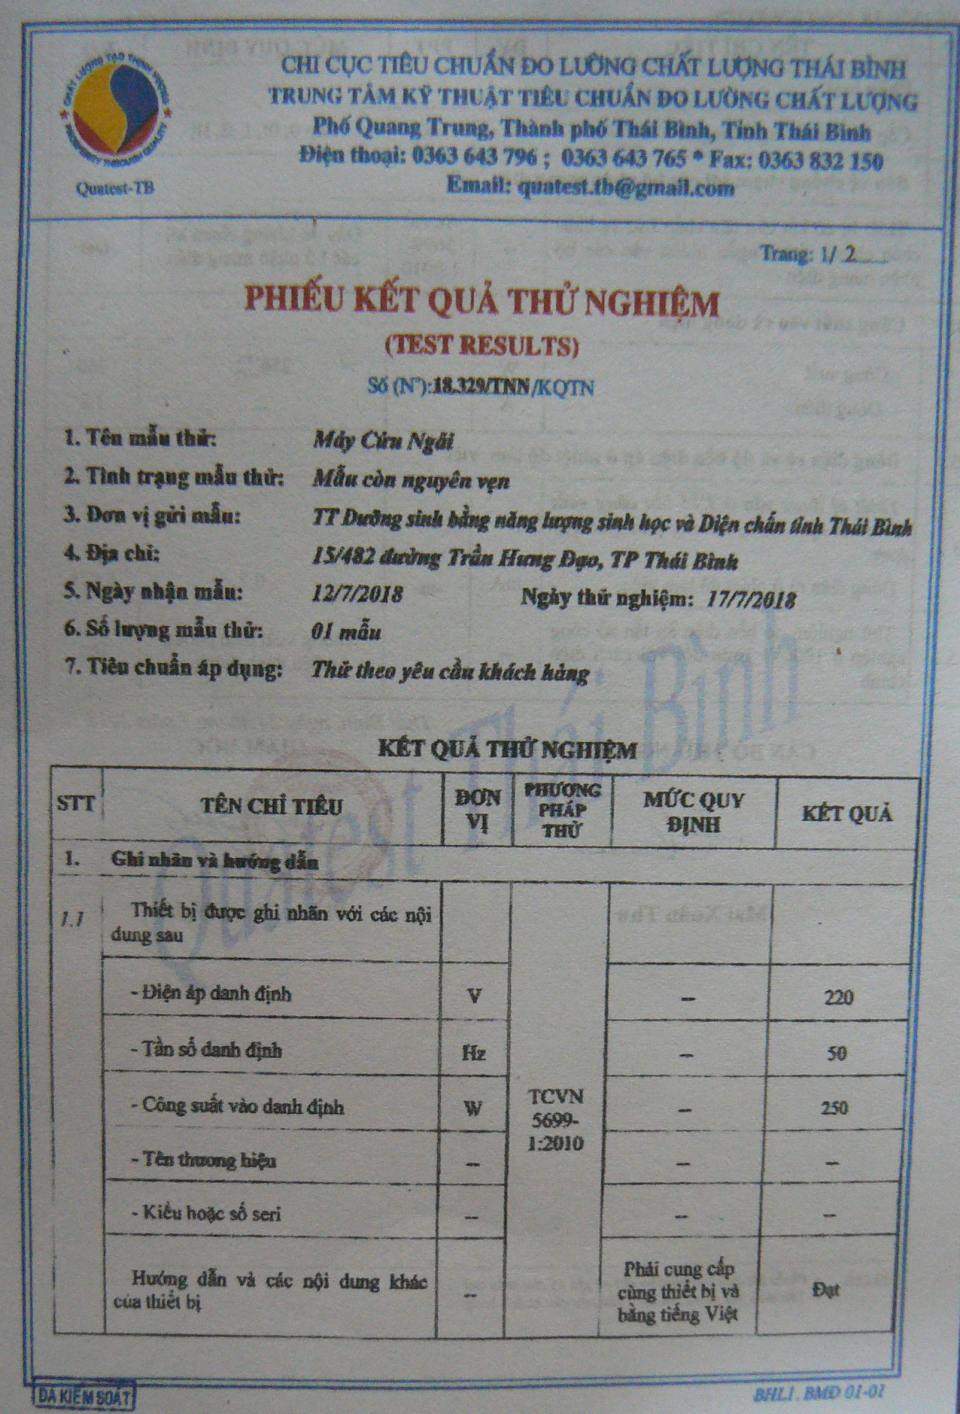 CHẤT LƯỢNG TẠO THỊNH VƯỢNG
PROSPERITY THROUGH QUALITY
Quatest-TB
CHI CỤC TIÊU CHUẨN ĐO LƯỜNG CHẤT LƯỢNG THÁI BÌNH
TRUNG TÂM KỸ THUẬT TIÊU CHUẨN ĐO LƯỜNG CHẤT LƯỢNG
Phố Quang Trung, Thành phố Thái Bình, Tỉnh Thái Bình
Điện thoại: 0363 643 796 ; 0363 643 765 * Fax: 0363 832 150
Email: quatest.tb@gmail.com
Trang: 1/ 2
PHIẾU KẾT QUẢ THỬ NGHIỆM
(TEST RESULTS)
Số (N°):18.329/TNN/KQTN
1. Tên mẫu thử: Máy Cứu Ngải
2. Tình trạng mẫu thử: Mẫu còn nguyên vẹn
3. Đơn vị gửi mẫu: TT Dưỡng sinh bằng năng lượng sinh học và Diện chẩn tỉnh Thái Bình
4. Địa chỉ: 15/482 đường Trần Hưng Đạo, TP Thái Bình
5. Ngày nhận mẫu: 12/7/2018 Ngày thử nghiệm: 17/7/2018
6. Số lượng mẫu thử: 01 mẫu
7. Tiêu chuẩn áp dụng: Thử theo yêu cầu khách hàng
Quatest Thái Bình
KẾT QUẢ THỬ NGHIỆM
STT TÊN CHỈ TIÊU ĐƠN VỊ PHƯƠNG PHÁP THỬ MỨC QUY ĐỊNH KẾT QUẢ
1. Ghi nhãn và hướng dẫn
1.1 Thiết bị được ghi nhãn với các nội
dung sau
- Điện áp danh định V -- 220
- Tần số danh định Hz -- 50
- Công suất vào danh định W -- 250
TCVN
5699-
1:2010
- Tên thương hiệu -- -- --
- Kiểu hoặc số seri -- -- --
Hướng dẫn và các nội dung khác
của thiết bị -- Phải cung cấp
cùng thiết bị và
bằng tiếng Việt Đạt
ĐÃ KIỂM SOÁT
BHL1. BMĐ 01-01